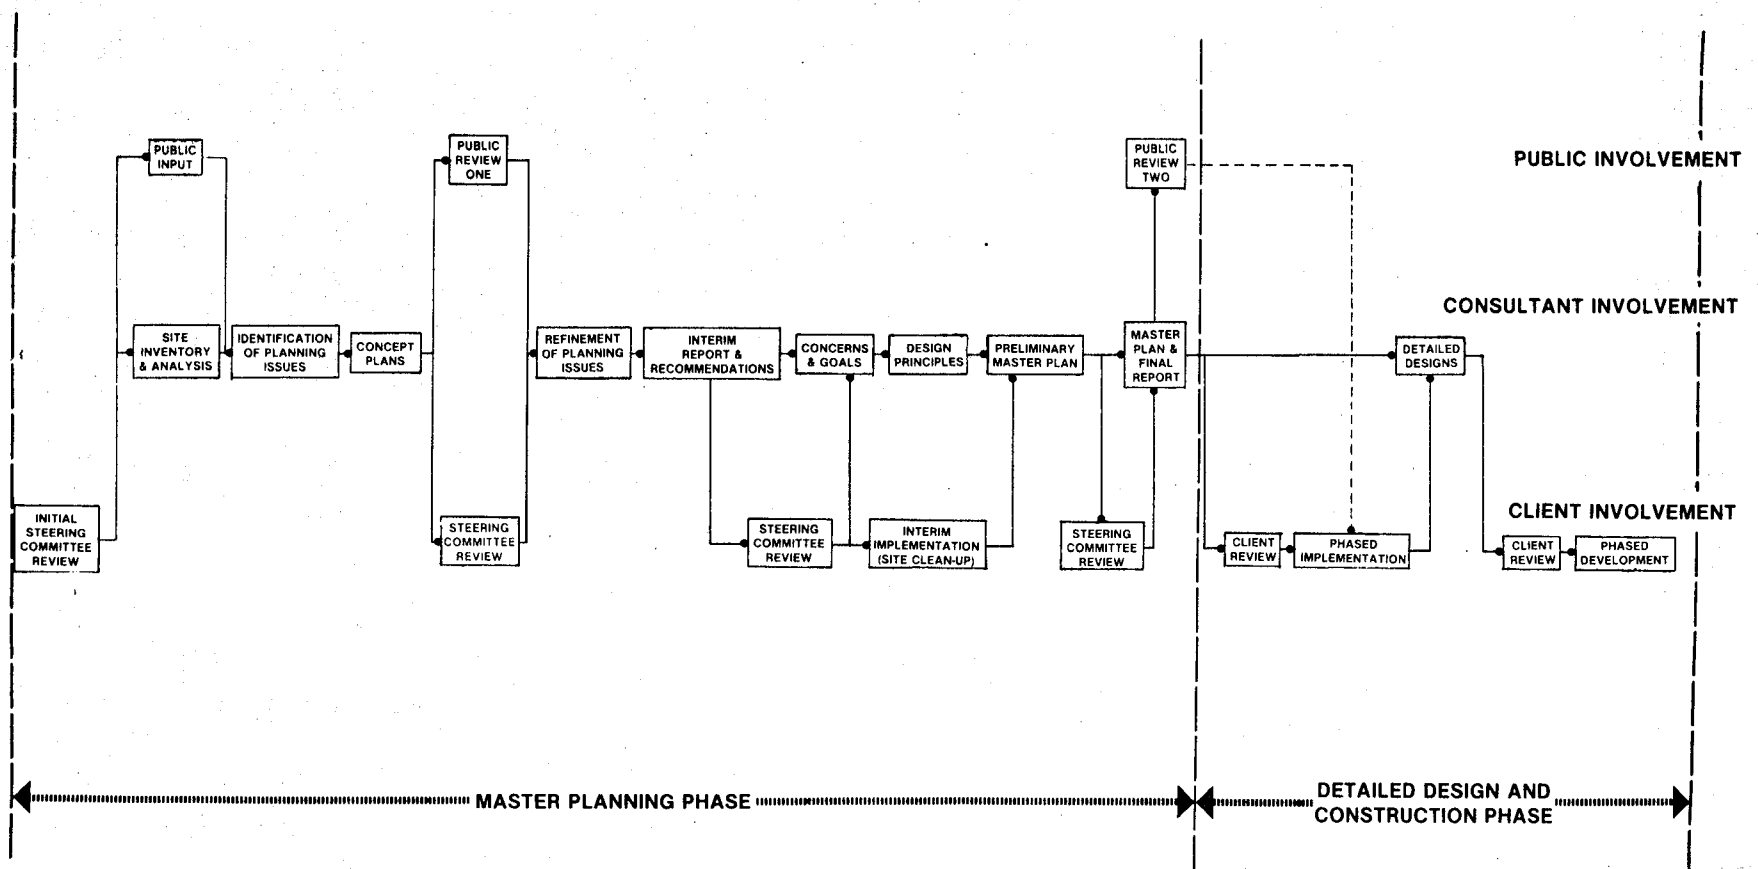 PUBLIC
INPUT
PUBLIC
REVIEW
ONE
PUBLIC
REVIEW
TWO
PUBLIC INVOLVEMENT
CONSULTANT INVOLVEMENT
SITE
INVENTORY
& ANALYSIS
IDENTIFICATION
OF PLANNING
ISSUES
CONCEPT
PLANS
REFINEMENT
OF PLANNING
ISSUES
INTERIM
REPORT &
RECOMMENDATIONS
CONCERNS
& GOALS
DESIGN
PRINCIPLES
PRELIMINARY
MASTER PLAN
MASTER
PLAN &
FINAL
REPORT
DETAILED
DESIGNS
CLIENT INVOLVEMENT
INITIAL
STEERING
COMMITTEE
REVIEW
STEERING
COMMITTEE
REVIEW
STEERING
COMMITTEE
REVIEW
INTERIM
IMPLEMENTATION
(SITE CLEAN-UP)
STEERING
COMMITTEE
REVIEW
CLIENT
REVIEW
PHASED
IMPLEMENTATION
CLIENT
REVIEW
PHASED
DEVELOPMENT
MASTER PLANNING PHASE
DETAILED DESIGN AND
CONSTRUCTION PHASE